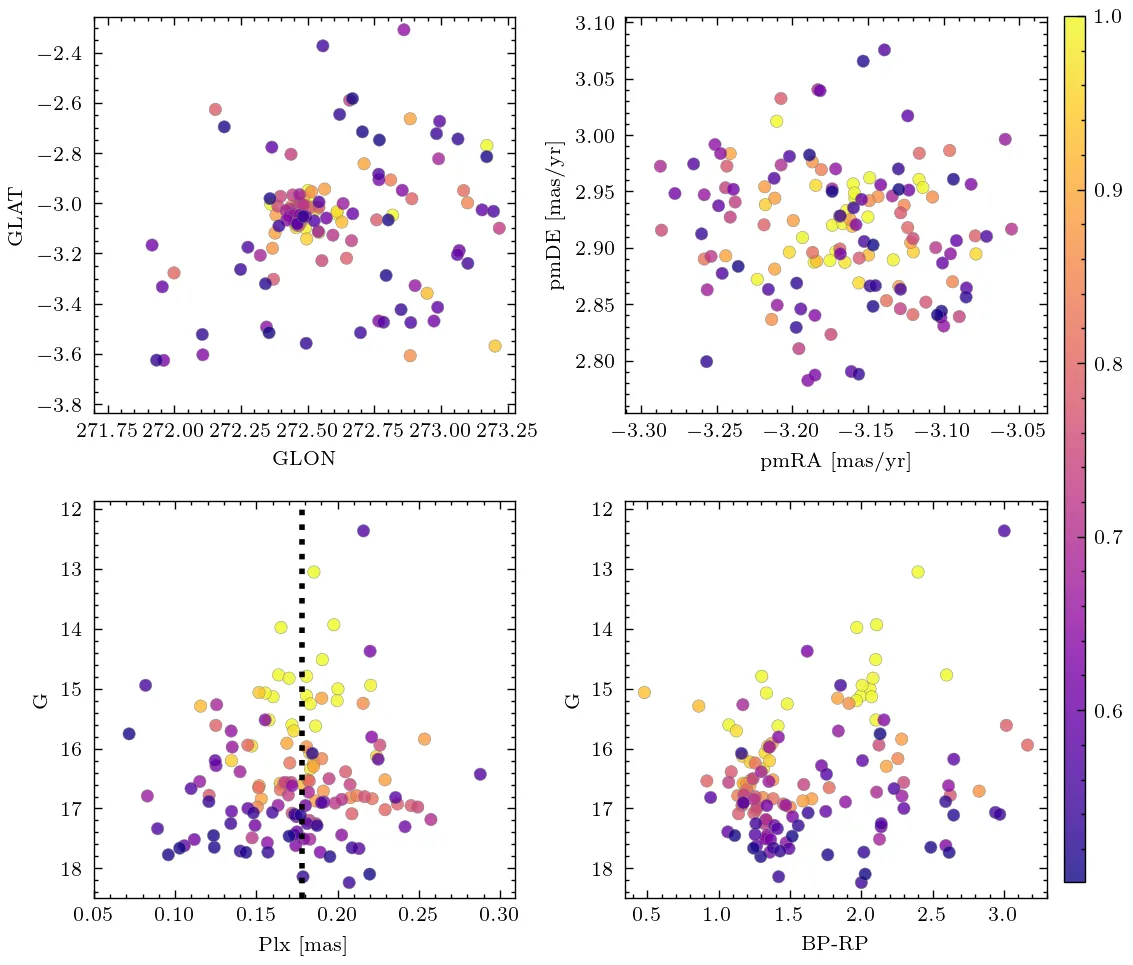 −2.4
−2.6
−2.8
−3.0
−3.2
−3.4
−3.6
−3.8
GLAT
271.75 272.00 272.25 272.50 272.75 273.00 273.25
GLON
3.10
3.05
3.00
2.95
2.90
2.85
2.80
pmDE [mas/yr]
−3.30 −3.25 −3.20 −3.15 −3.10 −3.05
pmRA [mas/yr]
12
13
14
15
16
17
18
G
0.05 0.10 0.15 0.20 0.25 0.30
Plx [mas]
12
13
14
15
16
17
18
G
0.5 1.0 1.5 2.0 2.5 3.0
BP-RP
1.0
0.9
0.8
0.7
0.6